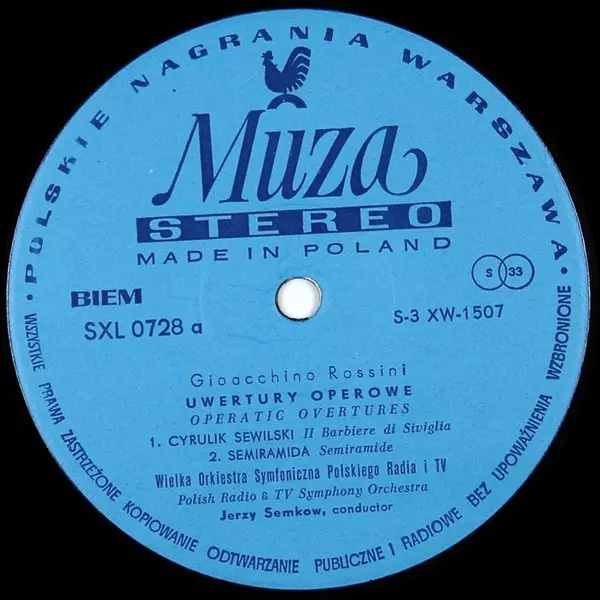 • POLSKIE NAGRANIA WARSZAWA •
Muza
STEREO
MADE IN POLAND
BIEM
SXL 0728 a
S 33
S-3 XW-1507
Gioacchino Rossini
UWERTURY OPEROWE
OPERATIC OVERTURES
1. CYRULIK SEWILSKI Il Barbiere di Siviglia
2. SEMIRAMIDA Semiramide
Wielka Orkiestra Symfoniczna Polskiego Radia i TV
Polish Radio & TV Symphony Orchestra
Jerzy Semkow, conductor
WSZYSTKIE PRAWA ZASTRZEŻONE KOPIOWANIE ODTWARZANIE PUBLICZNE I RADIOWE BEZ UPOWAŻNIENIA WZBRONIONE